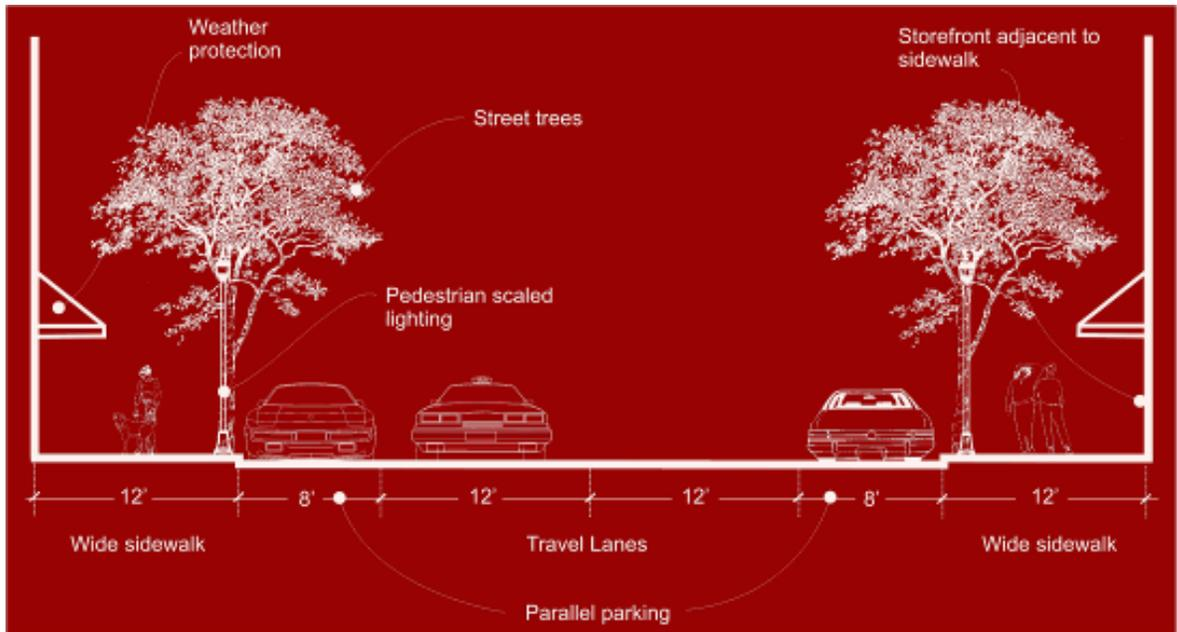 Weather
protection
Storefront adjacent to
sidewalk
Street trees
Pedestrian scaled
lighting
12’ 8’ 12’ 12’ 8’ 12’
Wide sidewalk Travel Lanes Wide sidewalk
Parallel parking